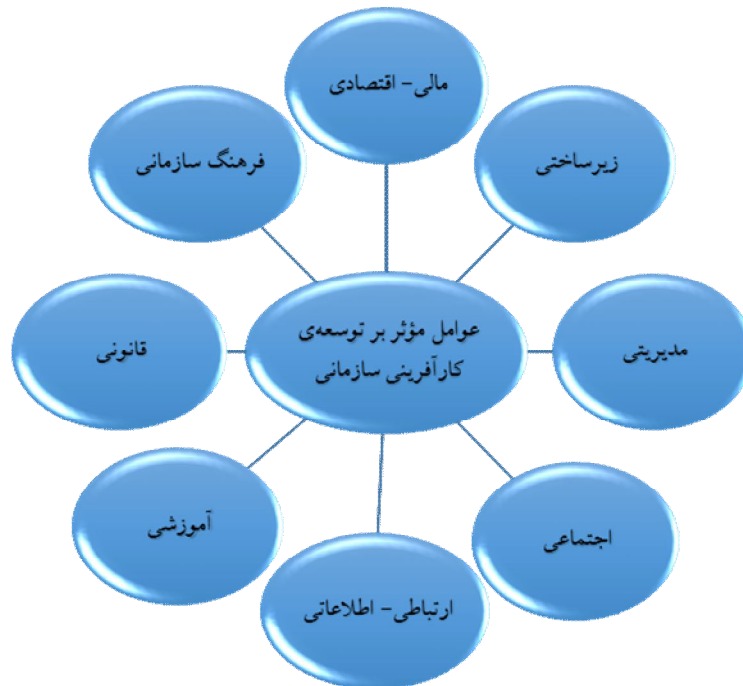 مالی- اقتصادی
زیرساختی
فرهنگ سازمانی
عوامل مؤثر بر توسعه‌ی
کارآفرینی سازمانی
مدیریتی
قانونی
اجتماعی
آموزشی
ارتباطی- اطلاعاتی